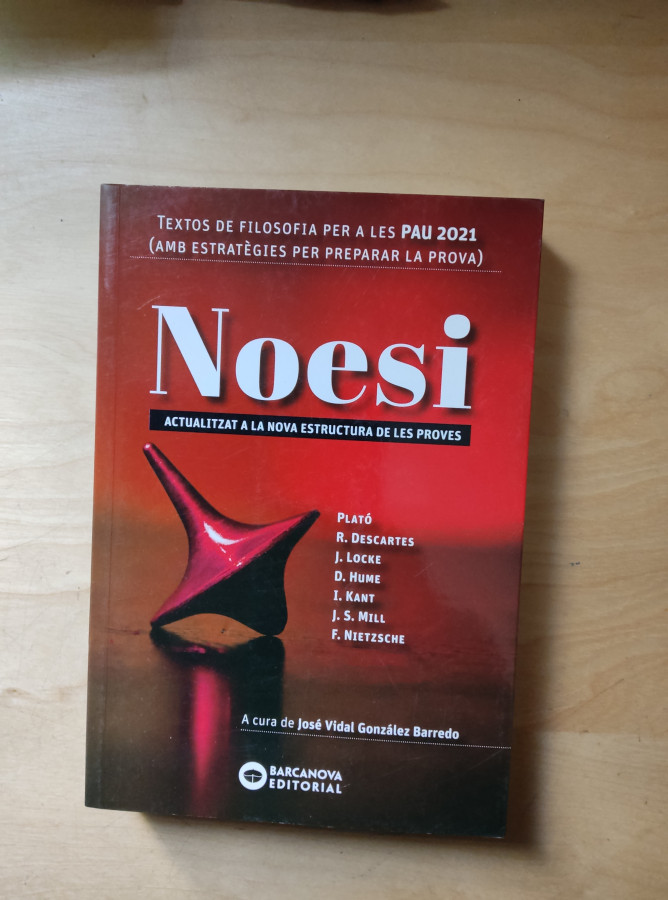 TEXTOS DE FILOSOFIA PER A LES PAU 2021
(AMB ESTRATÈGIES PER PREPARAR LA PROVA)
Noesi
ACTUALITZAT A LA NOVA ESTRUCTURA DE LES PROVES
PLATÓ
R. DESCARTES
J. LOCKE
D. HUME
I. KANT
J. S. MILL
F. NIETZSCHE
A cura de José Vidal González Barredo
BARCANOVA
EDITORIAL